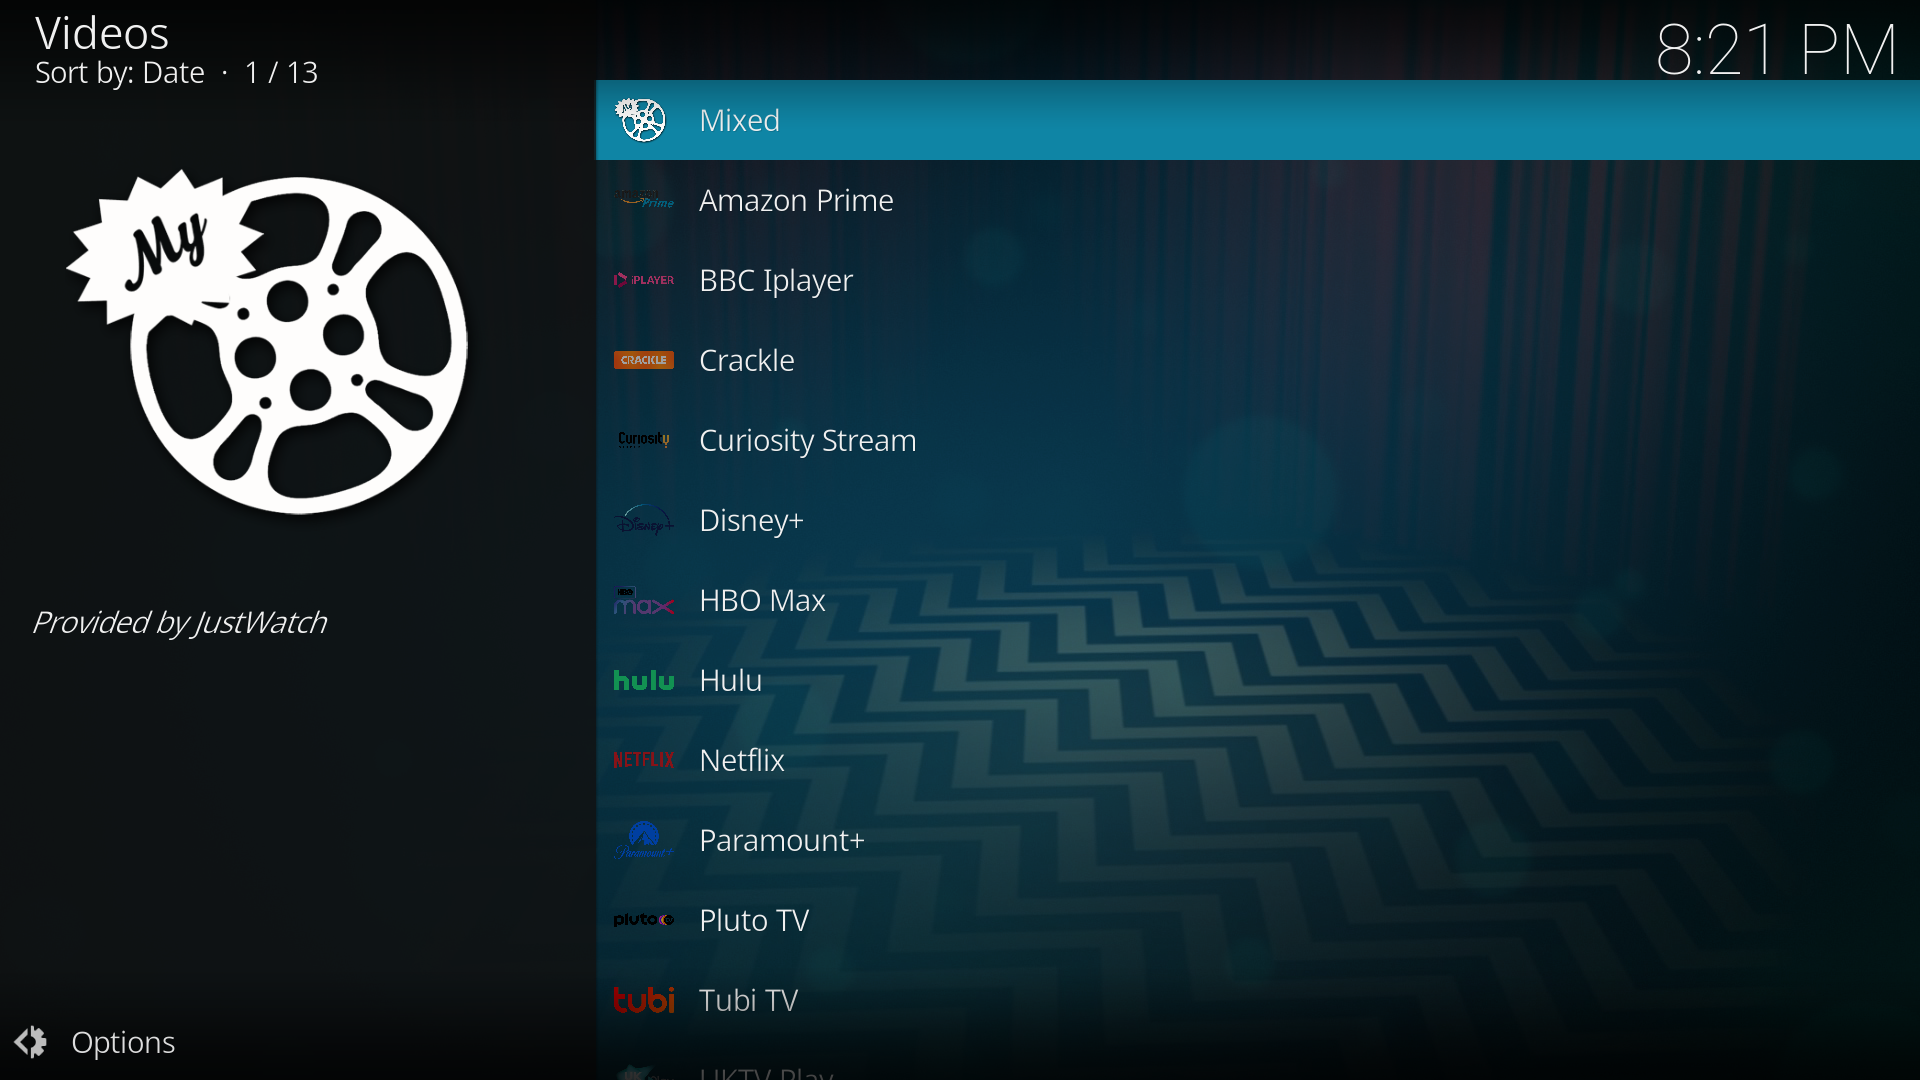 Videos
Sort by: Date · 1 / 13
8:21 PM
My
Provided by JustWatch
Options
Mixed
Prime
Amazon Prime
iPLAYER
BBC Iplayer
CRACKLE
Crackle
Curiosity
Curiosity Stream
Disney+
Disney+
HBO
max
HBO Max
hulu
Hulu
NETFLIX
Netflix
Paramount+
Paramount+
pluto
Pluto TV
tubi
Tubi TV
UKTV Play